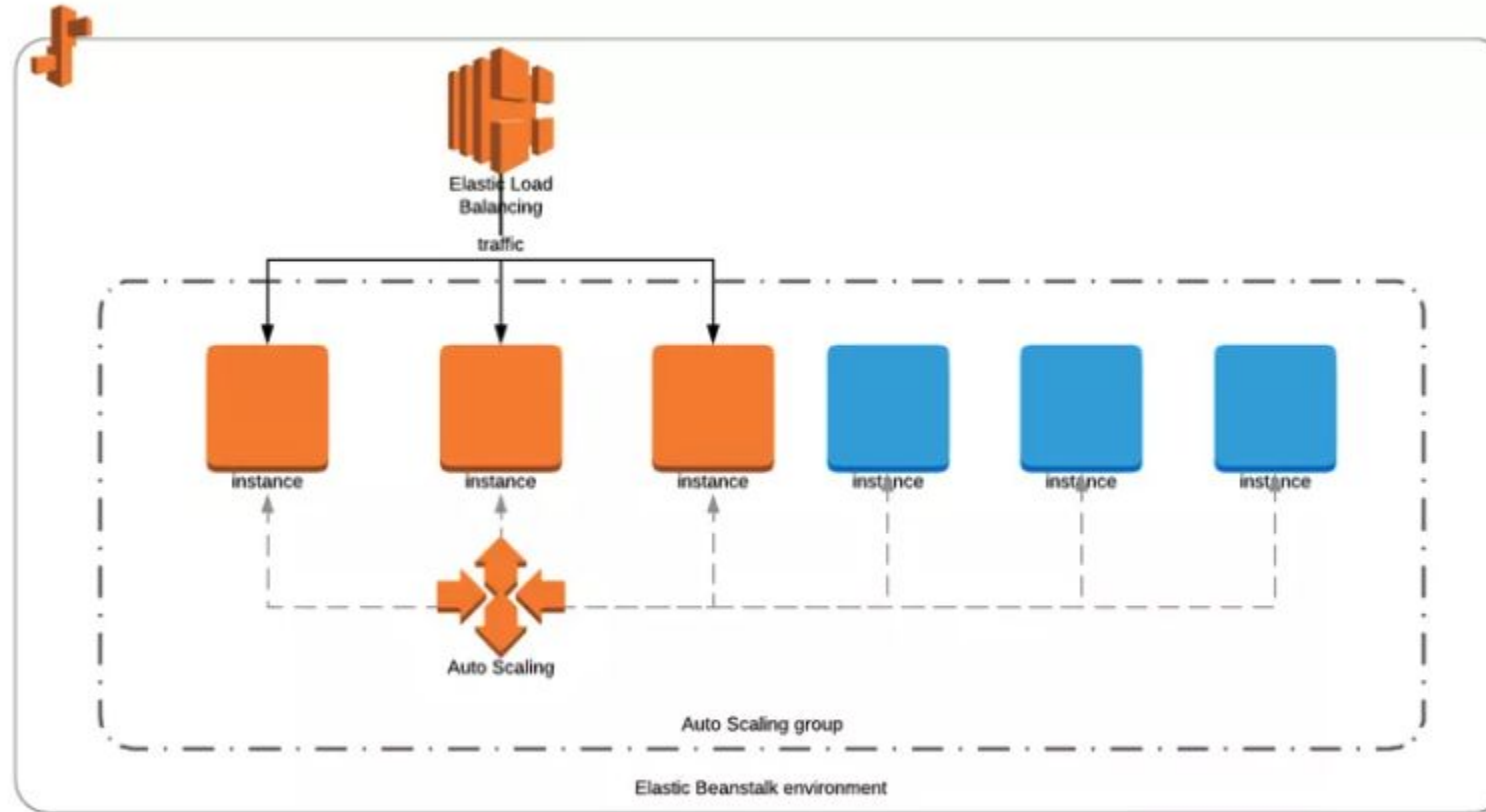 Elastic Load
Balancing
traffic
instance
instance
instance
instance
instance
instance
Auto Scaling
Auto Scaling group
Elastic Beanstalk environment